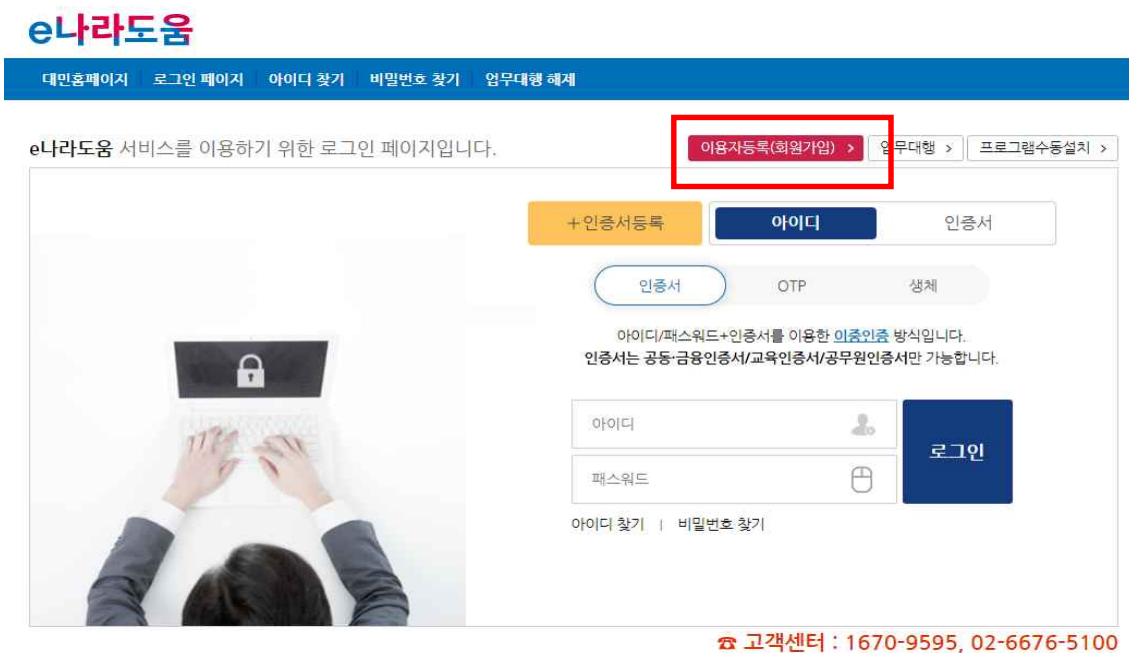 e나라도움
대민홈페이지 로그인 페이지 아이디 찾기 비밀번호 찾기 업무대행 해제
e나라도움 서비스를 이용하기 위한 로그인 페이지입니다.
이용자등록(회원가입) > 업무대행 > 프로그램수동설치 >
+인증서등록 아이디 인증서
인증서 OTP 생체
아이디/패스워드+인증서를 이용한 이중인증 방식입니다.
인증서는 공동·금융인증서/교육인증서/공무원인증서만 가능합니다.
아이디
패스워드
로그인
아이디 찾기 | 비밀번호 찾기
☎ 고객센터 : 1670-9595, 02-6676-5100